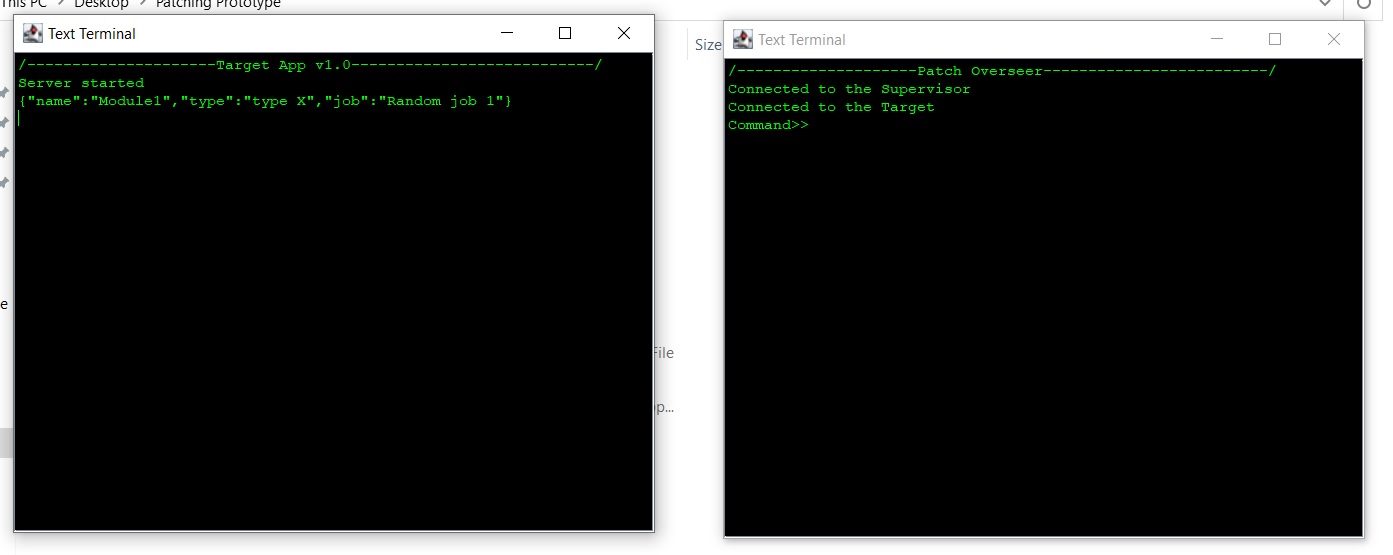 This PC > Desktop > Patching Prototype
Text Terminal
/---------------------Target App v1.0---------------------------/
Server started
{"name":"Module1","type":"type X","job":"Random job 1"}
Size
Text Terminal
/--------------------Patch Overseer-------------------------/
Connected to the Supervisor
Connected to the Target
Command>>
e
File
op...